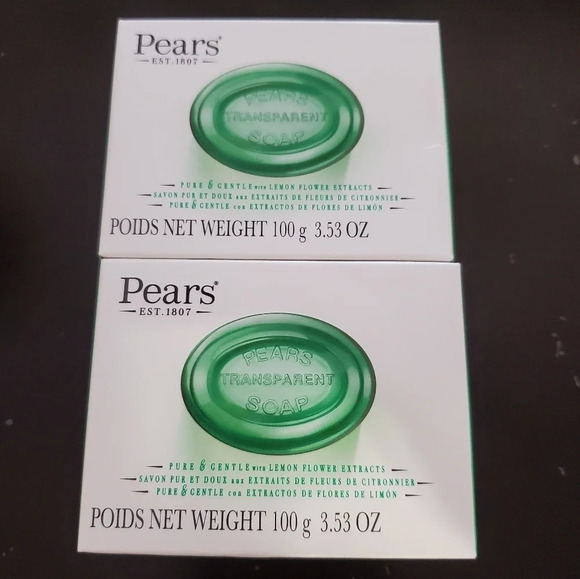 Pears®
EST. 1807
PEARS
TRANSPARENT
SOAP
PURE & GENTLE WITH LEMON FLOWER EXTRACTS
SAVON PUR ET DOUX AUX EXTRAITS DE FLEURS DE CITRONNIER
PURE & GENTLE CON EXTRACTOS DE FLORES DE LIMÓN
POIDS NET WEIGHT 100 g 3.53 OZ
Pears®
EST. 1807
PEARS
TRANSPARENT
SOAP
PURE & GENTLE WITH LEMON FLOWER EXTRACTS
SAVON PUR ET DOUX AUX EXTRAITS DE FLEURS DE CITRONNIER
PURE & GENTLE CON EXTRACTOS DE FLORES DE LIMÓN
POIDS NET WEIGHT 100 g 3.53 OZ